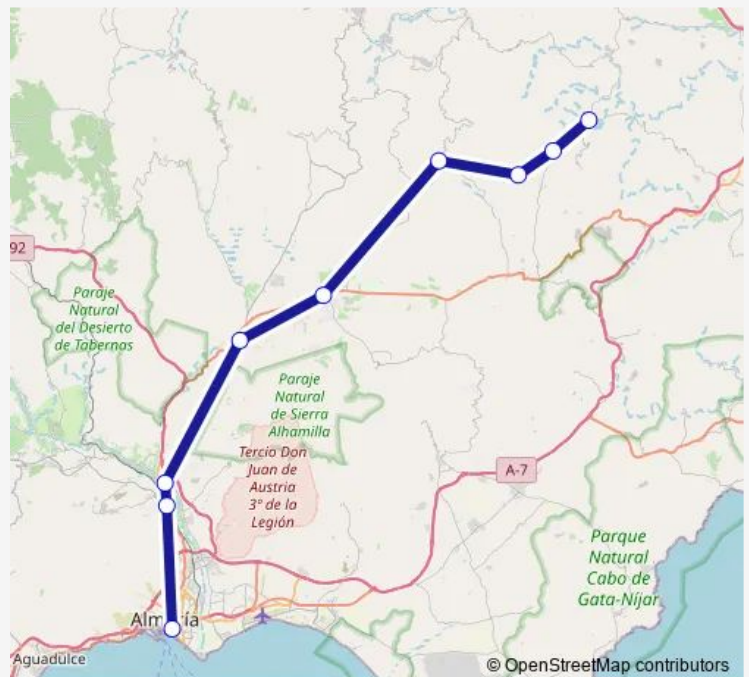 92
Paraje
Natural
del Desierto
de Tabernas
Paraje
Natural
de Sierra
Alhamilla
Tercio Don
Juan de
Austria
3º de la
Legión
A-7
Parque
Natural
Cabo de
Gata-Níjar
Almería
Aguadulce
© OpenStreetMap contributors